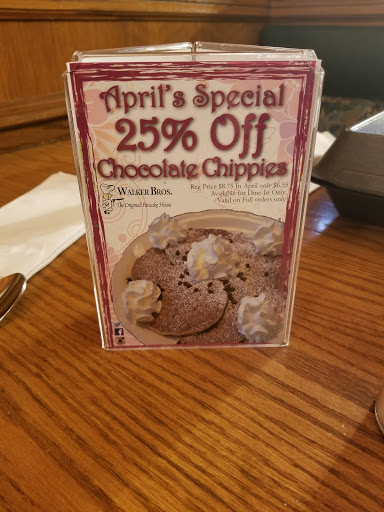 April's Special
25% Off
Chocolate Chippies
WALKER BROS.
The Original Pancake House
Reg Price $8.75 In April only $6.55
Available for Dine-In Only.
Valid on Full orders only